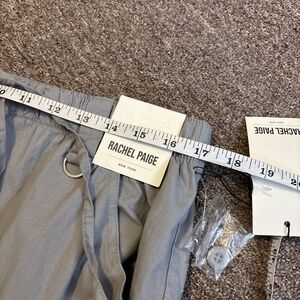 10 11 12 13 14 15 16 17 18 19 20
RACHEL PAIGE
NEW YORK
RACHEL PAIGE